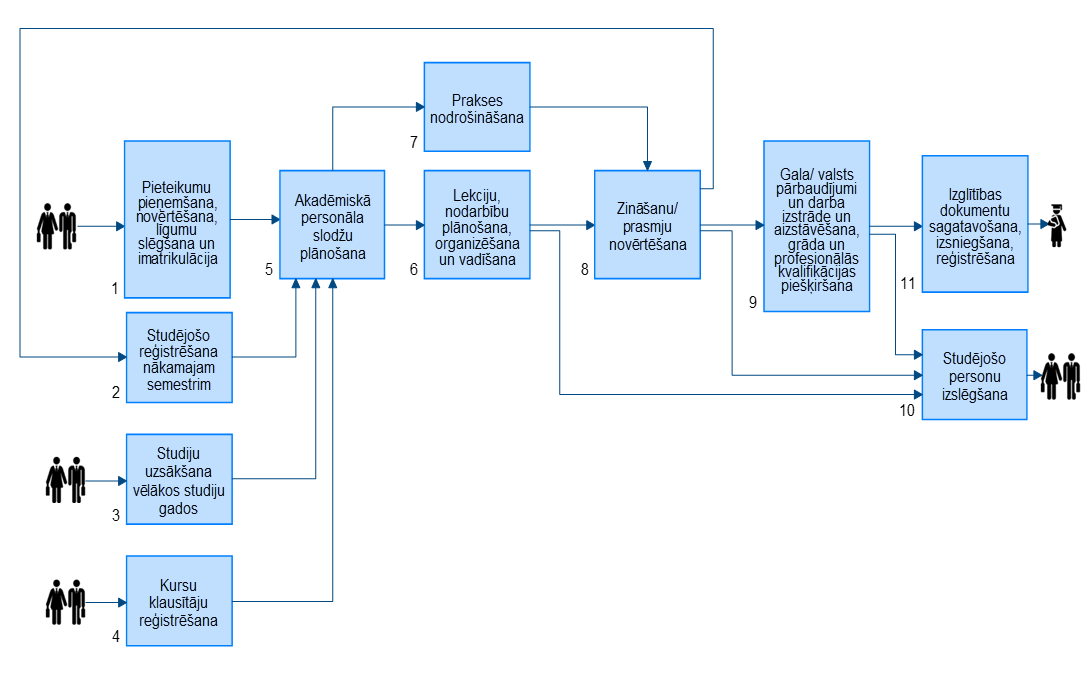 Pieteikumu
pieņemšana,
novērtēšana,
līgumu
slēgšana un
imatrikulācija
1
Studējošo
reģistrēšana
nākamajam
semestrim
2
Studiju
uzsākšana
vēlākos studiju
gados
3
Kursu
klausītāju
reģistrēšana
4
Akadēmiskā
personāla
slodžu
plānošana
5
Lekciju,
nodarbību
plānošana,
organizēšana
un vadīšana
6
Prakses
nodrošināšana
7
Zināšanu/
prasmju
novērtēšana
8
Gala/ valsts
pārbaudījumi
un darba
izstrāde un
aizstāvēšana,
grāda un
profesionālās
kvalifikācijas
piešķiršana
9
Studējošo
personu
izslēgšana
10
Izglītības
dokumentu
sagatavošana,
izsniegšana,
reģistrēšana
11